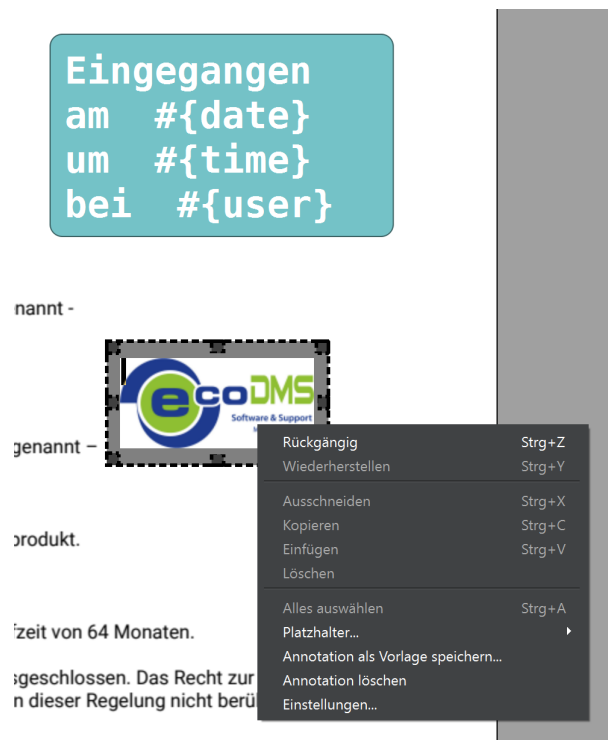 Eingegangen
am #{date}
um #{time}
bei #{user}
nannt -
ecoDMS
Software & Support
genannt –
Rückgängig Strg+Z
Wiederherstellen Strg+Y
Ausschneiden Strg+X
Kopieren Strg+C
Einfügen Strg+V
Löschen
Alles auswählen Strg+A
Platzhalter...
Annotation als Vorlage speichern...
Annotation löschen
Einstellungen...
produkt.
fzeit von 64 Monaten.
sgeschlossen. Das Recht zur
n dieser Regelung nicht berü